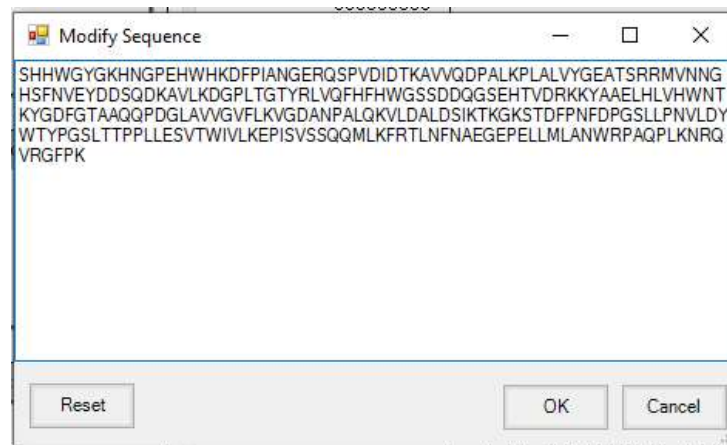 Modify Sequence
SHHWGYGKHNGPEHWHKDFPIANGERQSPVDIDTKAVVQDPALKPLALVYGEATSRRMVNNG
HSFNVEYDDSQDKAVLKDGPLTGTYRLVQFHFHWGSSDDQGSEHTVDRKKYAAELHLVHWNT
KYGDFGTAAQQPDGLAVVGVFLKVGDANPALQKVLDALDSIKTKGKSTDFPNFDPGSLLPNVLDY
WTYPGSLTTPPLLESVTWIVLKEPISVSSQQMLKFRTLNFNAEGEPELLMLANWRPAQPLKNRQ
VRGFPK
Reset
OK
Cancel